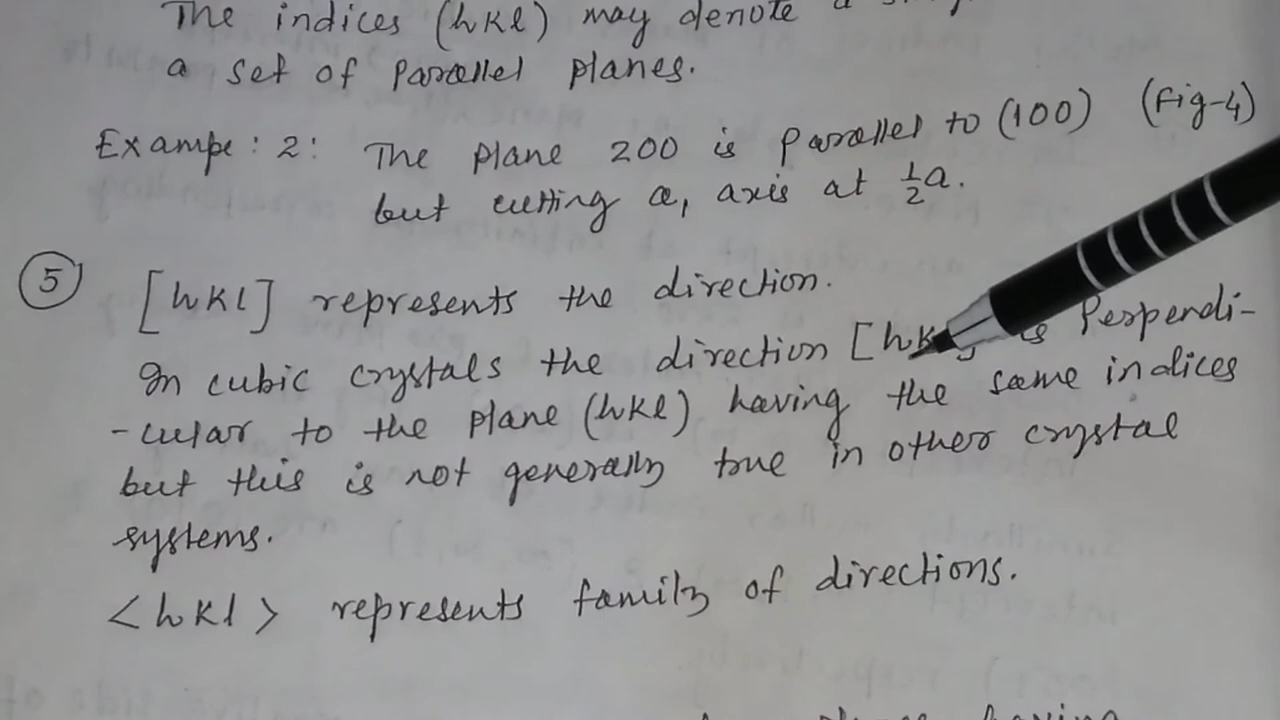 The indices (hkl) may denote a
a set of parallel planes.
Exampe: 2: The plane 200 is parallel to (100) (Fig-4)
but cutting a, axis at 1/2a.
5 [hkl] represents the direction.
In cubic crystals the direction [hk is Perpendi-
-cular to the plane (hkl) having the same indices
but this is not generally true in other crystal
systems.
<hkl> represents family of directions.
having